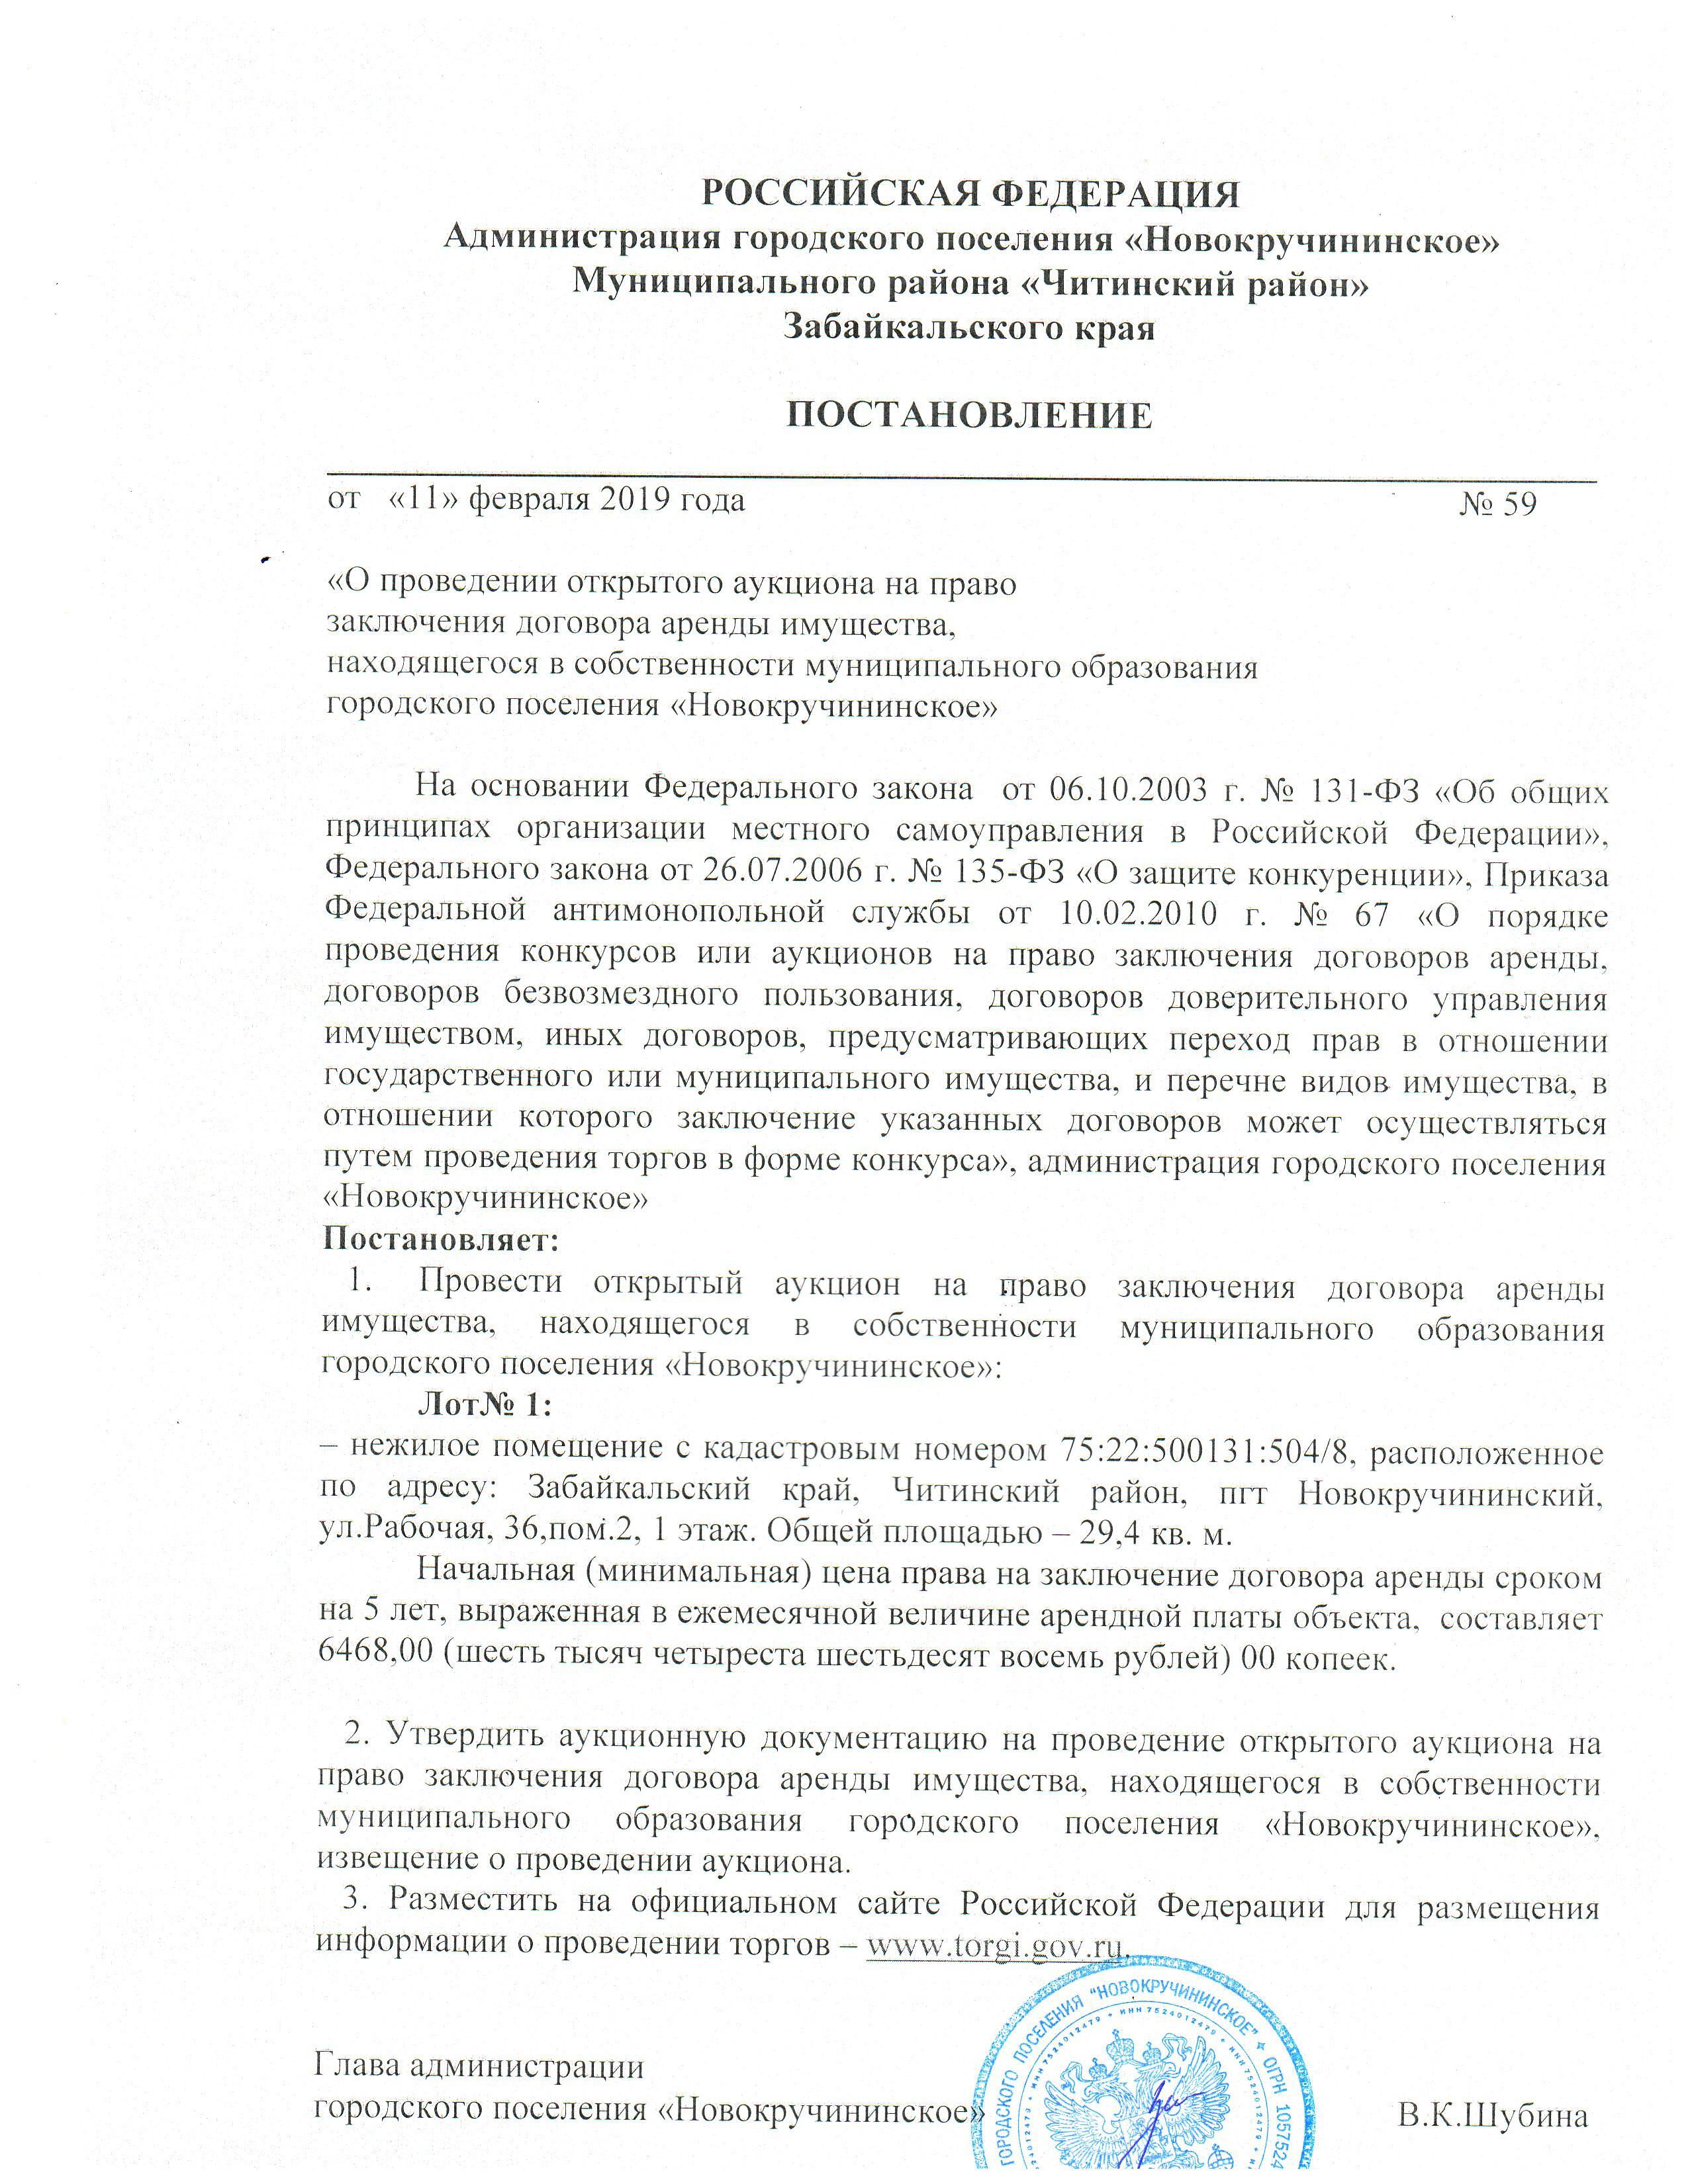 РОССИЙСКАЯ ФЕДЕРАЦИЯ
Администрация городского поселения «Новокручининское»
Муниципального района «Читинский район»
Забайкальского края
ПОСТАНОВЛЕНИЕ
от «11» февраля 2019 года № 59
«О проведении открытого аукциона на право
заключения договора аренды имущества,
находящегося в собственности муниципального образования
городского поселения «Новокручининское»
На основании Федерального закона от 06.10.2003 г. № 131-ФЗ «Об общих
принципах организации местного самоуправления в Российской Федерации»,
Федерального закона от 26.07.2006 г. № 135-ФЗ «О защите конкуренции», Приказа
Федеральной антимонопольной службы от 10.02.2010 г. № 67 «О порядке
проведения конкурсов или аукционов на право заключения договоров аренды,
договоров безвозмездного пользования, договоров доверительного управления
имуществом, иных договоров, предусматривающих переход прав в отношении
государственного или муниципального имущества, и перечне видов имущества, в
отношении которого заключение указанных договоров может осуществляться
путем проведения торгов в форме конкурса», администрация городского поселения
«Новокручининское»
Постановляет:
1. Провести открытый аукцион на право заключения договора аренды
имущества, находящегося в собственности муниципального образования
городского поселения «Новокручининское»:
Лот№ 1:
– нежилое помещение с кадастровым номером 75:22:500131:504/8, расположенное
по адресу: Забайкальский край, Читинский район, пгт Новокручининский,
ул.Рабочая, 36,пом.2, 1 этаж. Общей площадью – 29,4 кв. м.
Начальная (минимальная) цена права на заключение договора аренды сроком
на 5 лет, выраженная в ежемесячной величине арендной платы объекта, составляет
6468,00 (шесть тысяч четыреста шестьдесят восемь рублей) 00 копеек.
2. Утвердить аукционную документацию на проведение открытого аукциона на
право заключения договора аренды имущества, находящегося в собственности
муниципального образования городского поселения «Новокручининское»,
извещение о проведении аукциона.
3. Разместить на официальном сайте Российской Федерации для размещения
информации о проведении торгов – www.torgi.gov.ru.
ГОРОДСКОГО ПОСЕЛЕНИЯ "НОВОКРУЧИНИНСКОЕ" + ОГРН 1057524
ИНН 7524012479 * ИНН 7524012479 * ИНН 7524012479
Глава администрации
городского поселения «Новокручининское» В.К.Шубина